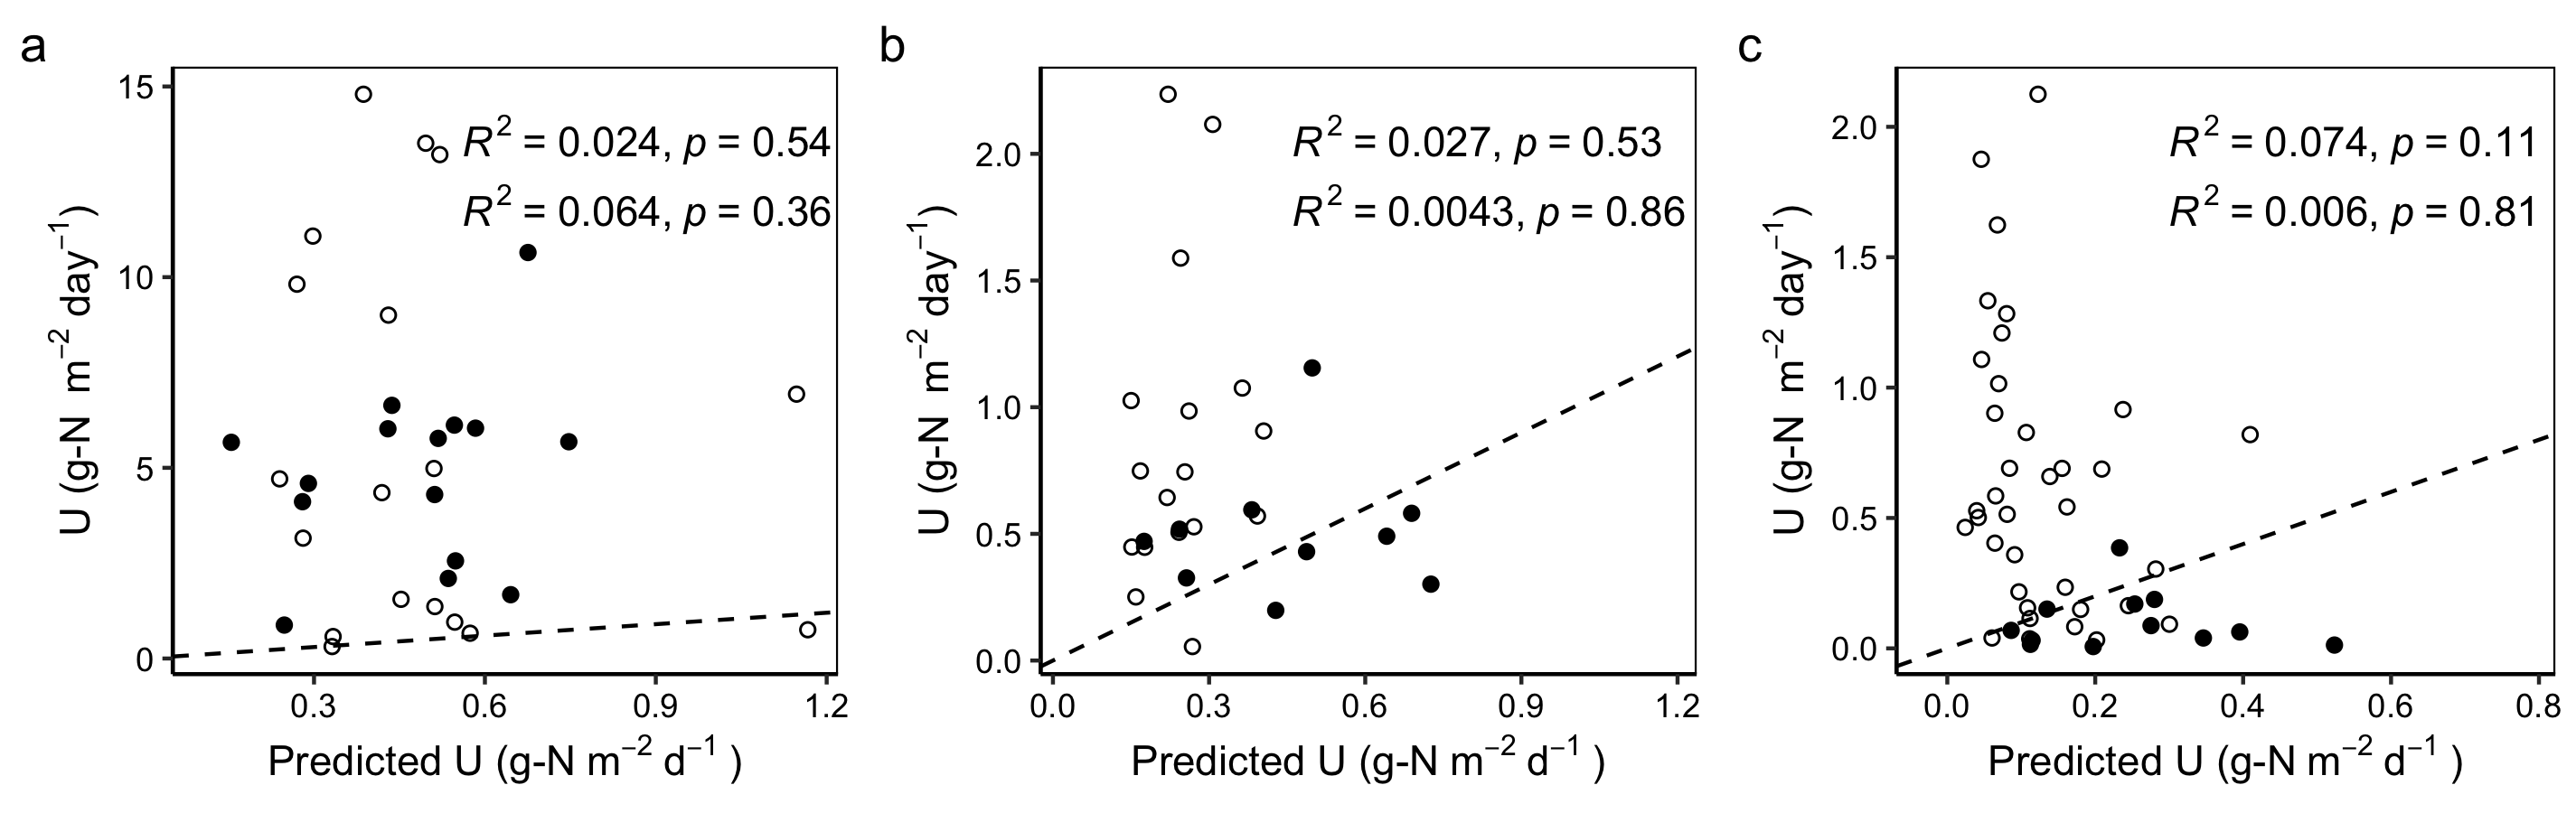 a
15
10
5
0
U (g-N m⁻² day⁻¹)
R² = 0.024, p = 0.54
R² = 0.064, p = 0.36
0.3 0.6 0.9 1.2
Predicted U (g-N m⁻² d⁻¹ )
b
2.0
1.5
1.0
0.5
0.0
U (g-N m⁻² day⁻¹)
R² = 0.027, p = 0.53
R² = 0.0043, p = 0.86
0.0 0.3 0.6 0.9 1.2
Predicted U (g-N m⁻² d⁻¹ )
c
2.0
1.5
1.0
0.5
0.0
U (g-N m⁻² day⁻¹)
R² = 0.074, p = 0.11
R² = 0.006, p = 0.81
0.0 0.2 0.4 0.6 0.8
Predicted U (g-N m⁻² d⁻¹ )